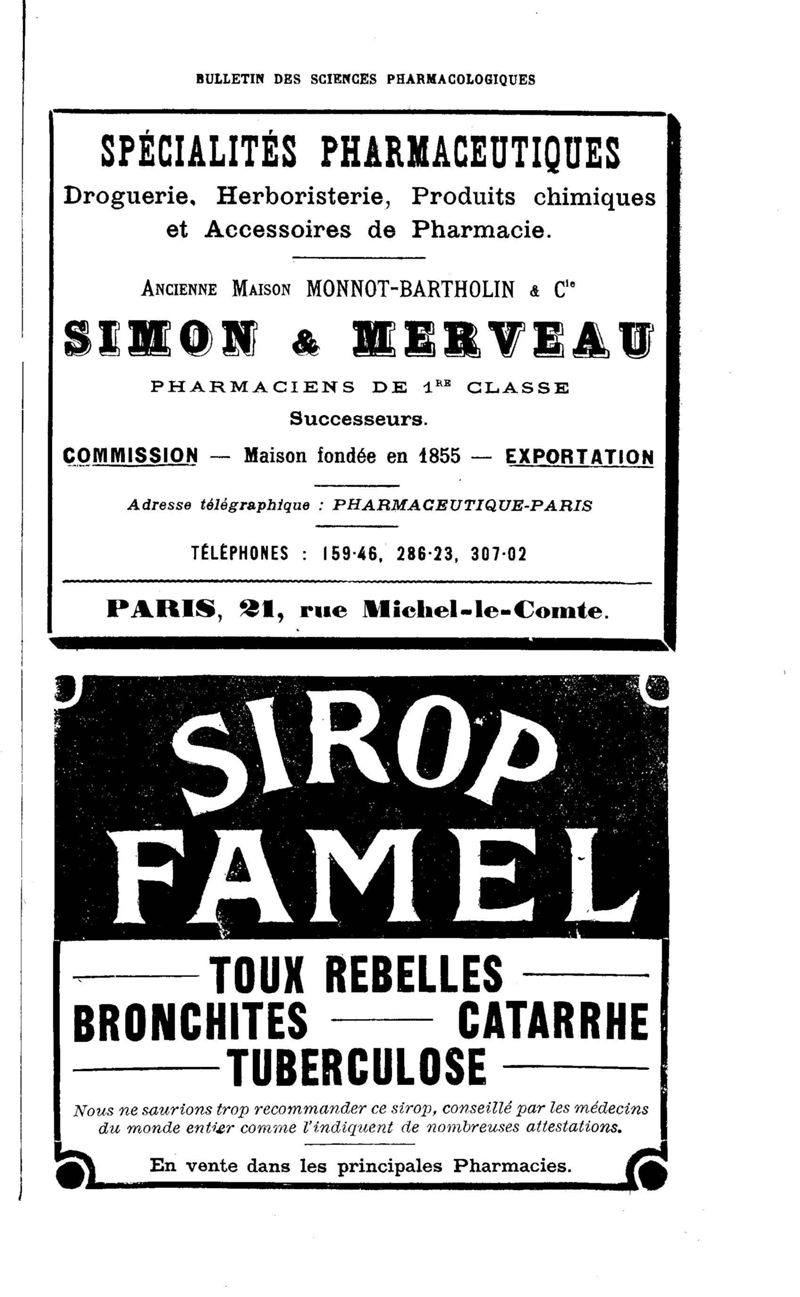 BULLETIN DES SCIENCES PHARMACOLOGIQUES
SPÉCIALITÉS PHARMACEUTIQUES
Droguerie, Herboristerie, Produits chimiques
et Accessoires de Pharmacie.
ANCIENNE MAISON MONNOT-BARTHOLIN & Cie
SIMON & MERVEAU
PHARMACIENS DE 1RE CLASSE
Successeurs.
COMMISSION — Maison fondée en 1855 — EXPORTATION
Adresse télégraphique : PHARMACEUTIQUE-PARIS
TÉLÉPHONES : 159-46, 286-23, 307-02
PARIS, 21, rue Michel-le-Comte.
SIROP
FAMEL
TOUX REBELLES
BRONCHITES — CATARRHE
TUBERCULOSE
Nous ne saurions trop recommander ce sirop, conseillé par les médecins
du monde entier comme l'indiquent de nombreuses attestations.
En vente dans les principales Pharmacies.